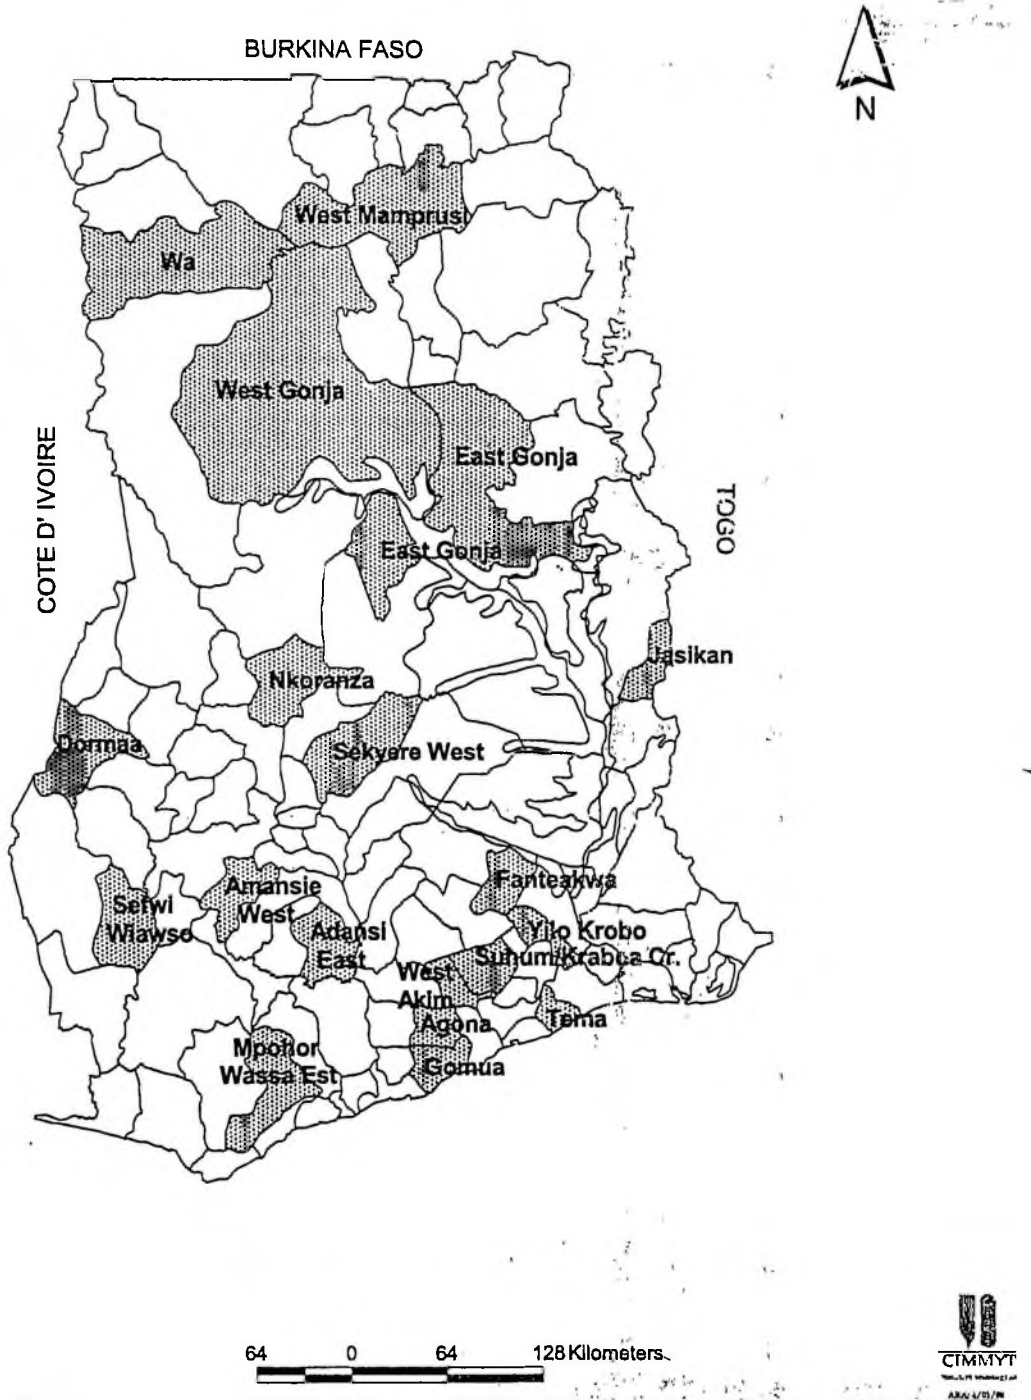 BURKINA FASO
N
West Mamprusi
Wa
West Gonja
COTE D' IVOIRE
East Gonja
TOGO
East Gonja
Jasikan
Nkoranza
Dormaa
Sekyere West
Fanteakwa
Amansie
West
Sefwi
Wiawso
Adansi
East
Yilo Krobo
Suhum/Kraboa Cr.
West
Akim
Agona
Tema
Mpohor
Wassa Est
Gomua
64 0 64 128 Kilometers
CIMMYT